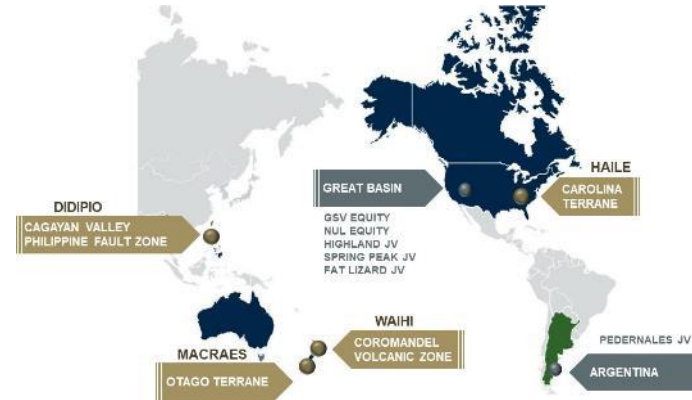 DIDIPIO
CAGAYAN VALLEY
PHILIPPINE FAULT ZONE
GREAT BASIN
GSV EQUITY
NUL EQUITY
HIGHLAND JV
SPRING PEAK JV
FAT LIZARD JV
HAILE
CAROLINA
TERRANE
WAIHI
COROMANDEL
VOLCANIC ZONE
MACRAES
OTAGO TERRANE
PEDERNALES JV
ARGENTINA